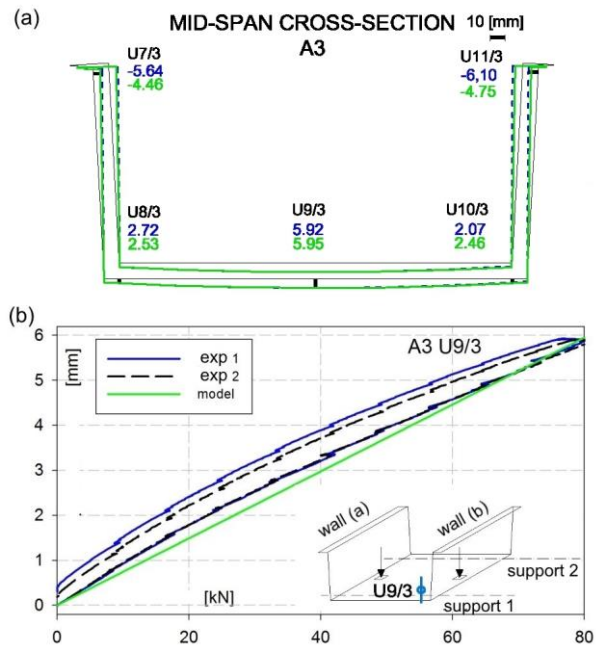 (a)
MID-SPAN CROSS-SECTION
10 [mm]
A3
U7/3
-5.64
-4.46
U11/3
-6,10
-4.75
U8/3
2.72
2.53
U9/3
5.92
5.95
U10/3
2.07
2.46
(b)
6
5
4
3
2
1
0
[mm]
exp 1
exp 2
model
A3 U9/3
wall (a)
wall (b)
support 2
U9/3
support 1
[kN]
0 20 40 60 80